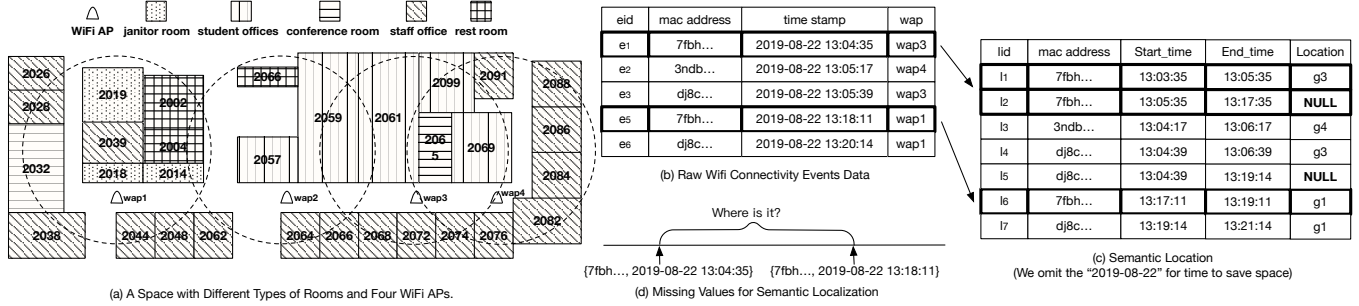 WiFi AP janitor room student offices conference room staff office rest room
2026
2028
2032
2038
2019
2039
2018
2002
2004
2014
wap1
2044 2048 2062
2066
2057
2059
2061
2099
2091
206
5
2069
wap2
wap3
wap4
2064 2066 2068 2072 2074 2076
2088
2086
2084
2082
(a) A Space with Different Types of Rooms and Four WiFi APs.
eid mac address time stamp wap
e1 7fbh... 2019-08-22 13:04:35 wap3
e2 3ndb... 2019-08-22 13:05:17 wap4
e3 dj8c... 2019-08-22 13:05:39 wap3
e5 7fbh... 2019-08-22 13:18:11 wap1
e6 dj8c... 2019-08-22 13:20:14 wap1
(b) Raw Wifi Connectivity Events Data
Where is it?
{7fbh..., 2019-08-22 13:04:35} {7fbh..., 2019-08-22 13:18:11}
(d) Missing Values for Semantic Localization
lid mac address Start_time End_time Location
l1 7fbh... 13:03:35 13:05:35 g3
l2 7fbh... 13:05:35 13:17:35 NULL
l3 3ndb... 13:04:17 13:06:17 g4
l4 dj8c... 13:04:39 13:06:39 g3
l5 dj8c... 13:04:39 13:19:14 NULL
l6 7fbh... 13:17:11 13:19:11 g1
l7 dj8c... 13:19:14 13:21:14 g1
(c) Semantic Location
(We omit the “2019-08-22” for time to save space)